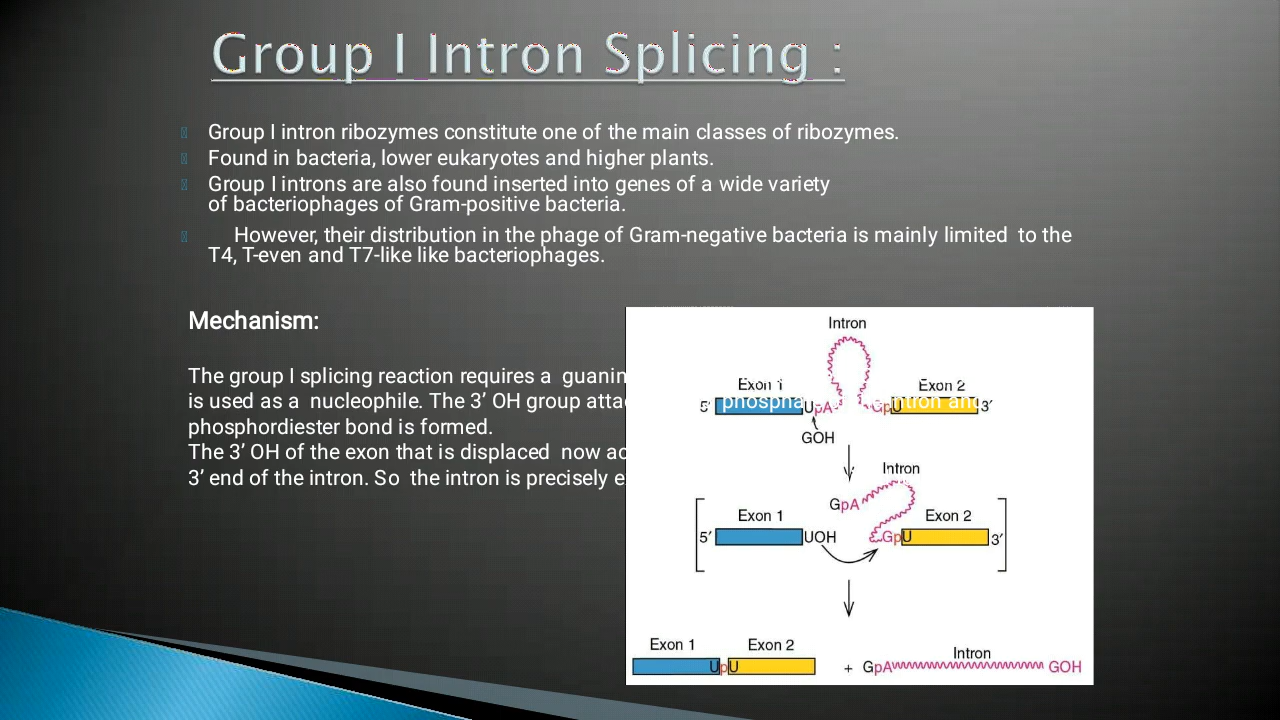 Group I Intron Splicing :
Group I intron ribozymes constitute one of the main classes of ribozymes.
Found in bacteria, lower eukaryotes and higher plants.
Group I introns are also found inserted into genes of a wide variety
of bacteriophages of Gram-positive bacteria.
However, their distribution in the phage of Gram-negative bacteria is mainly limited to the
T4, T-even and T7-like like bacteriophages.
Mechanism:
The group I splicing reaction requires a
is used as a nucleophile. The 3’ OH group
phosphordiester bond is formed.
The 3’ OH of the exon that is displaced now
3’ end of the intron. So the intron is precisely
Intron
Exon 1 Exon 2
5′ UpA GpU 3′
GOH
Intron
GpA
Exon 1 Exon 2
5′ UOH GpU 3′
Exon 1 Exon 2 Intron
UpU + GpA GOH